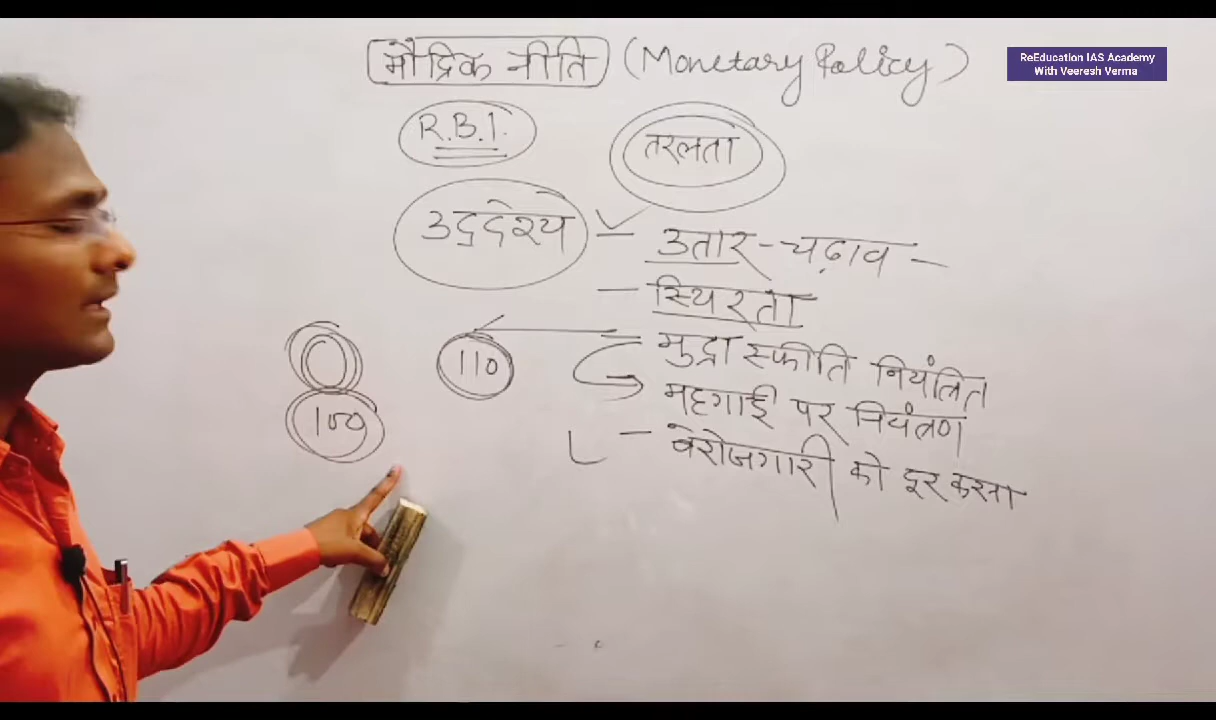 मौद्रिक नीति (Monetary Policy)
ReEducation IAS Academy
With Veeresh Verma
R.B.I.
तरलता
उद्देश्य
- उतार-चढ़ाव -
- स्थिरता
110
- मुद्रा स्फीति नियंत्रित
100
महगाई पर नियंत्रण
- बेरोजगारी को दूर करना